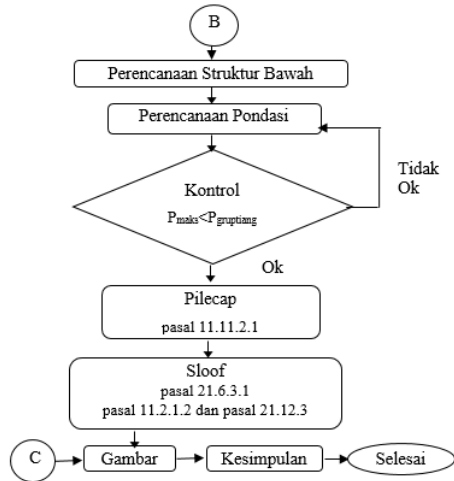 B
Perencanaan Struktur Bawah
Perencanaan Pondasi
Tidak
Ok
Kontrol
Pmaks<Pgruptiang
Ok
Pilecap
pasal 11.11.2.1
Sloof
pasal 21.6.3.1
pasal 11.2.1.2 dan pasal 21.12.3
C
Gambar
Kesimpulan
Selesai